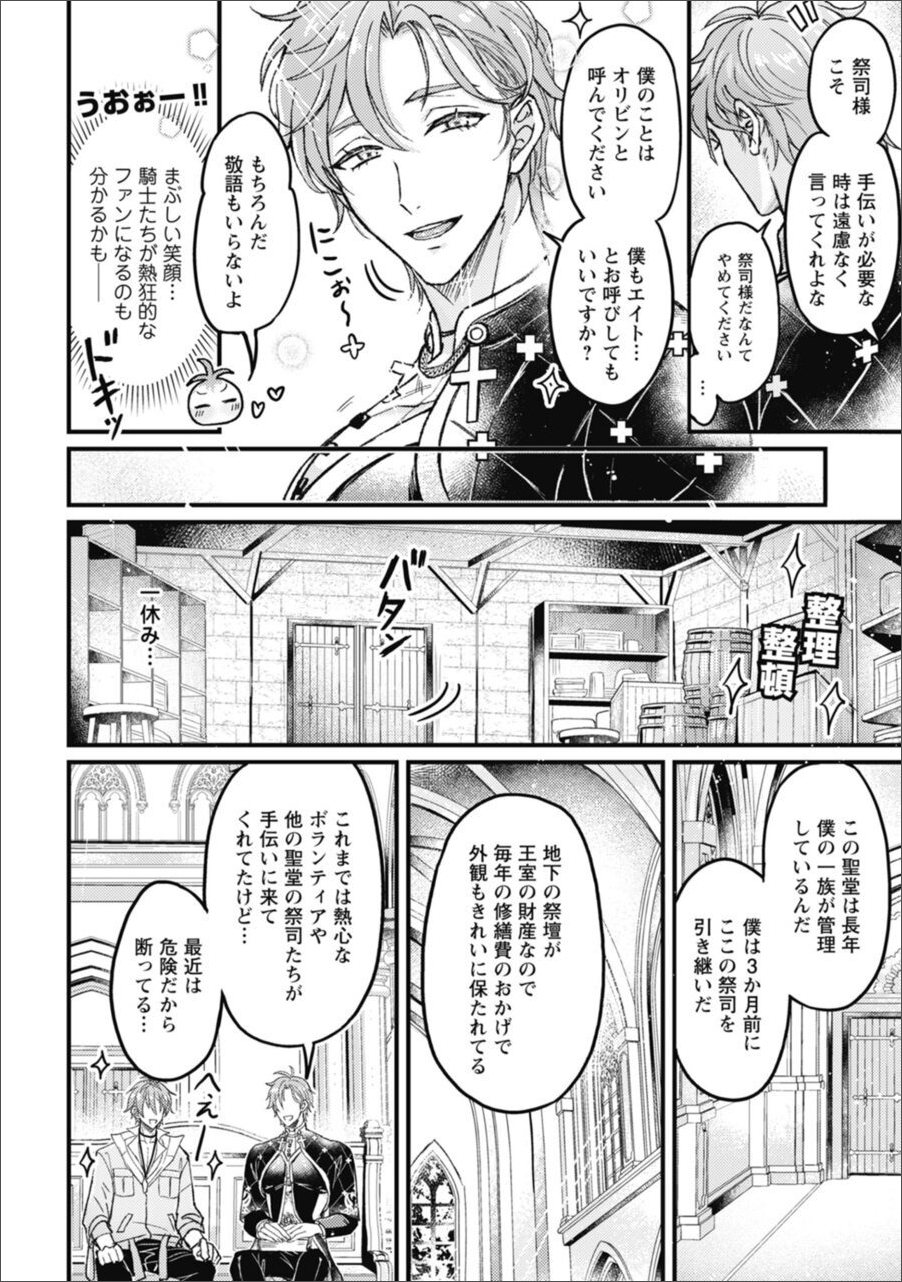 祭司様
こそ
手伝いが必要な
時は遠慮なく
言ってくれよな
祭司様だなんて
やめてください
…
僕のことは
オリビンと
呼んでください
僕もエイト…
とお呼びしても
いいですか?
にこぉ〜
もちろんだ
敬語もいらないよ
うおぉー!!
まぶしい笑顔…
騎士たちが熱狂的な
ファンになるのも
分かるかも――
ドキッ
整理
整頓
バタン
一休み…
この聖堂は長年
僕の一族が管理
しているんだ
僕は3か月前に
ここの祭司を
引き継いだ
地下の祭壇が
王室の財産なので
毎年の修繕費のおかげで
外観もきれいに保たれてる
これまでは熱心な
ボランティアや
他の聖堂の祭司たちが
手伝いに来て
くれてたけど…
最近は
危険だから
断ってる…
へぇー